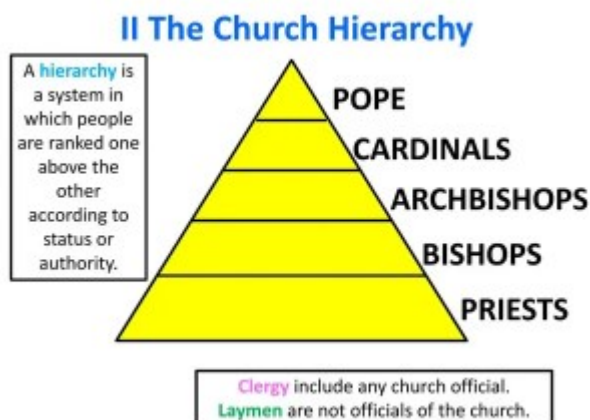 II The Church Hierarchy
A hierarchy is
a system in
which people
are ranked one
above the
other
according to
status or
authority.
POPE
CARDINALS
ARCHBISHOPS
BISHOPS
PRIESTS
Clergy include any church official.
Laymen are not officials of the church.